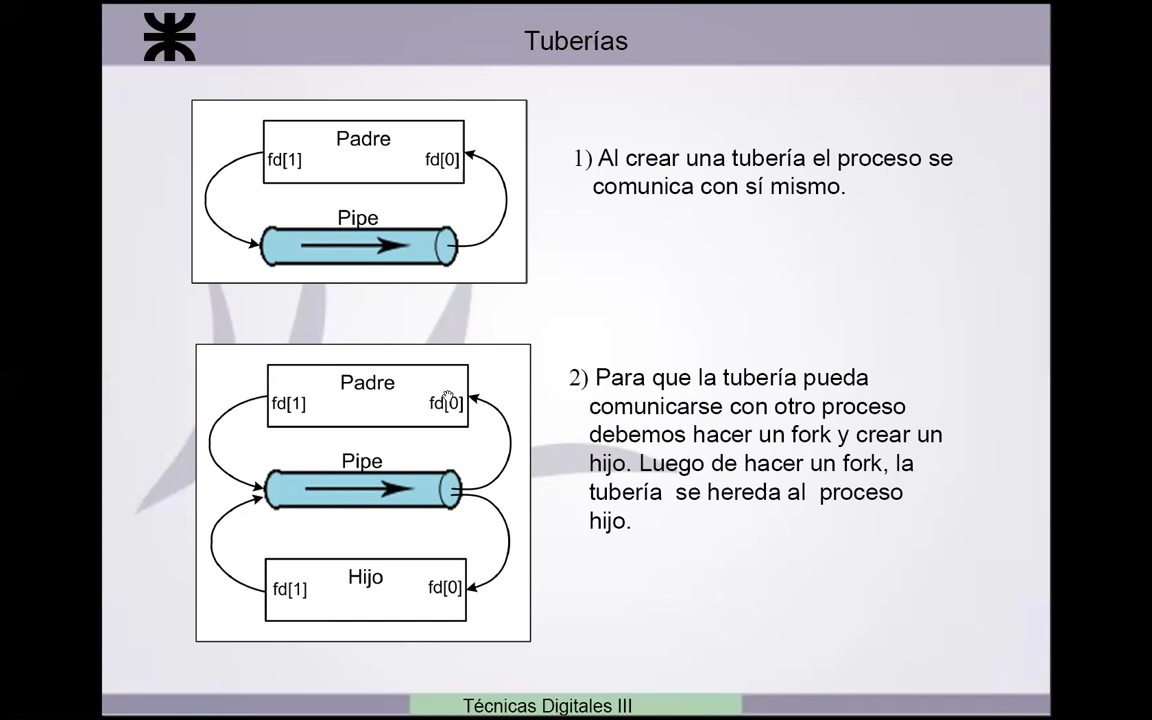 Tuberías
Padre
fd[1] fd[0]
Pipe
1) Al crear una tubería el proceso se
comunica con sí mismo.
Padre
fd[1] fd[0]
Pipe
Hijo
fd[1] fd[0]
2) Para que la tubería pueda
comunicarse con otro proceso
debemos hacer un fork y crear un
hijo. Luego de hacer un fork, la
tubería se hereda al proceso
hijo.
Técnicas Digitales III